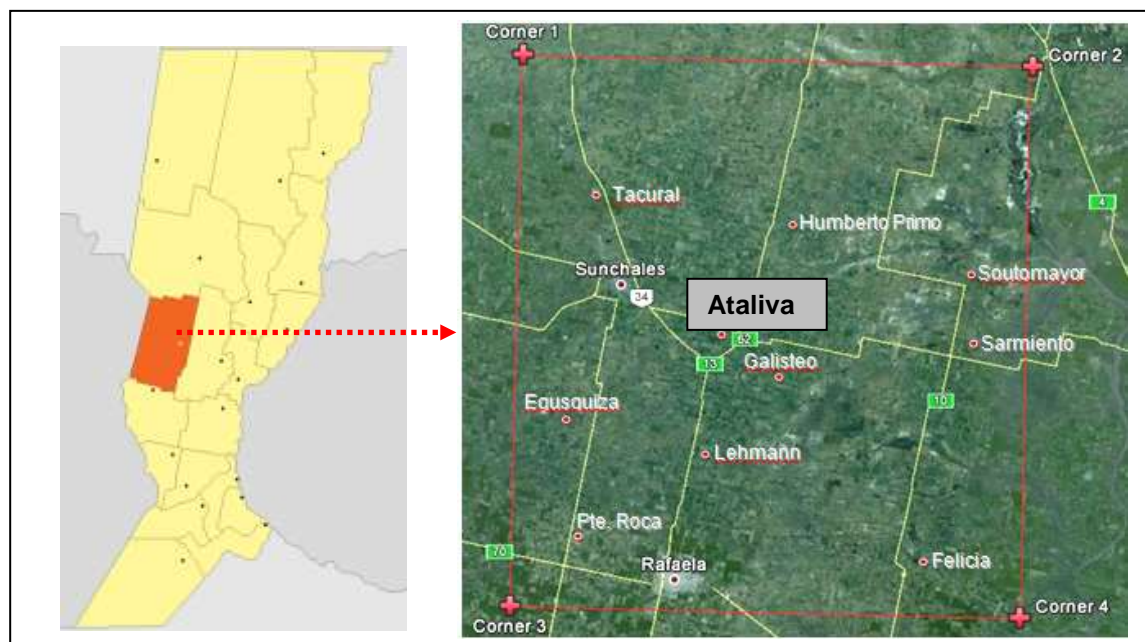 Corner 1
Corner 2
Tacural
4
Humberto Primo
Sunchales
Soutomayor
34
Ataliva
62
Sarmiento
13
Galisteo
Egusquiza
10
Lehmann
Pte. Roca
70
Rafaela
Felicia
Corner 3
Corner 4